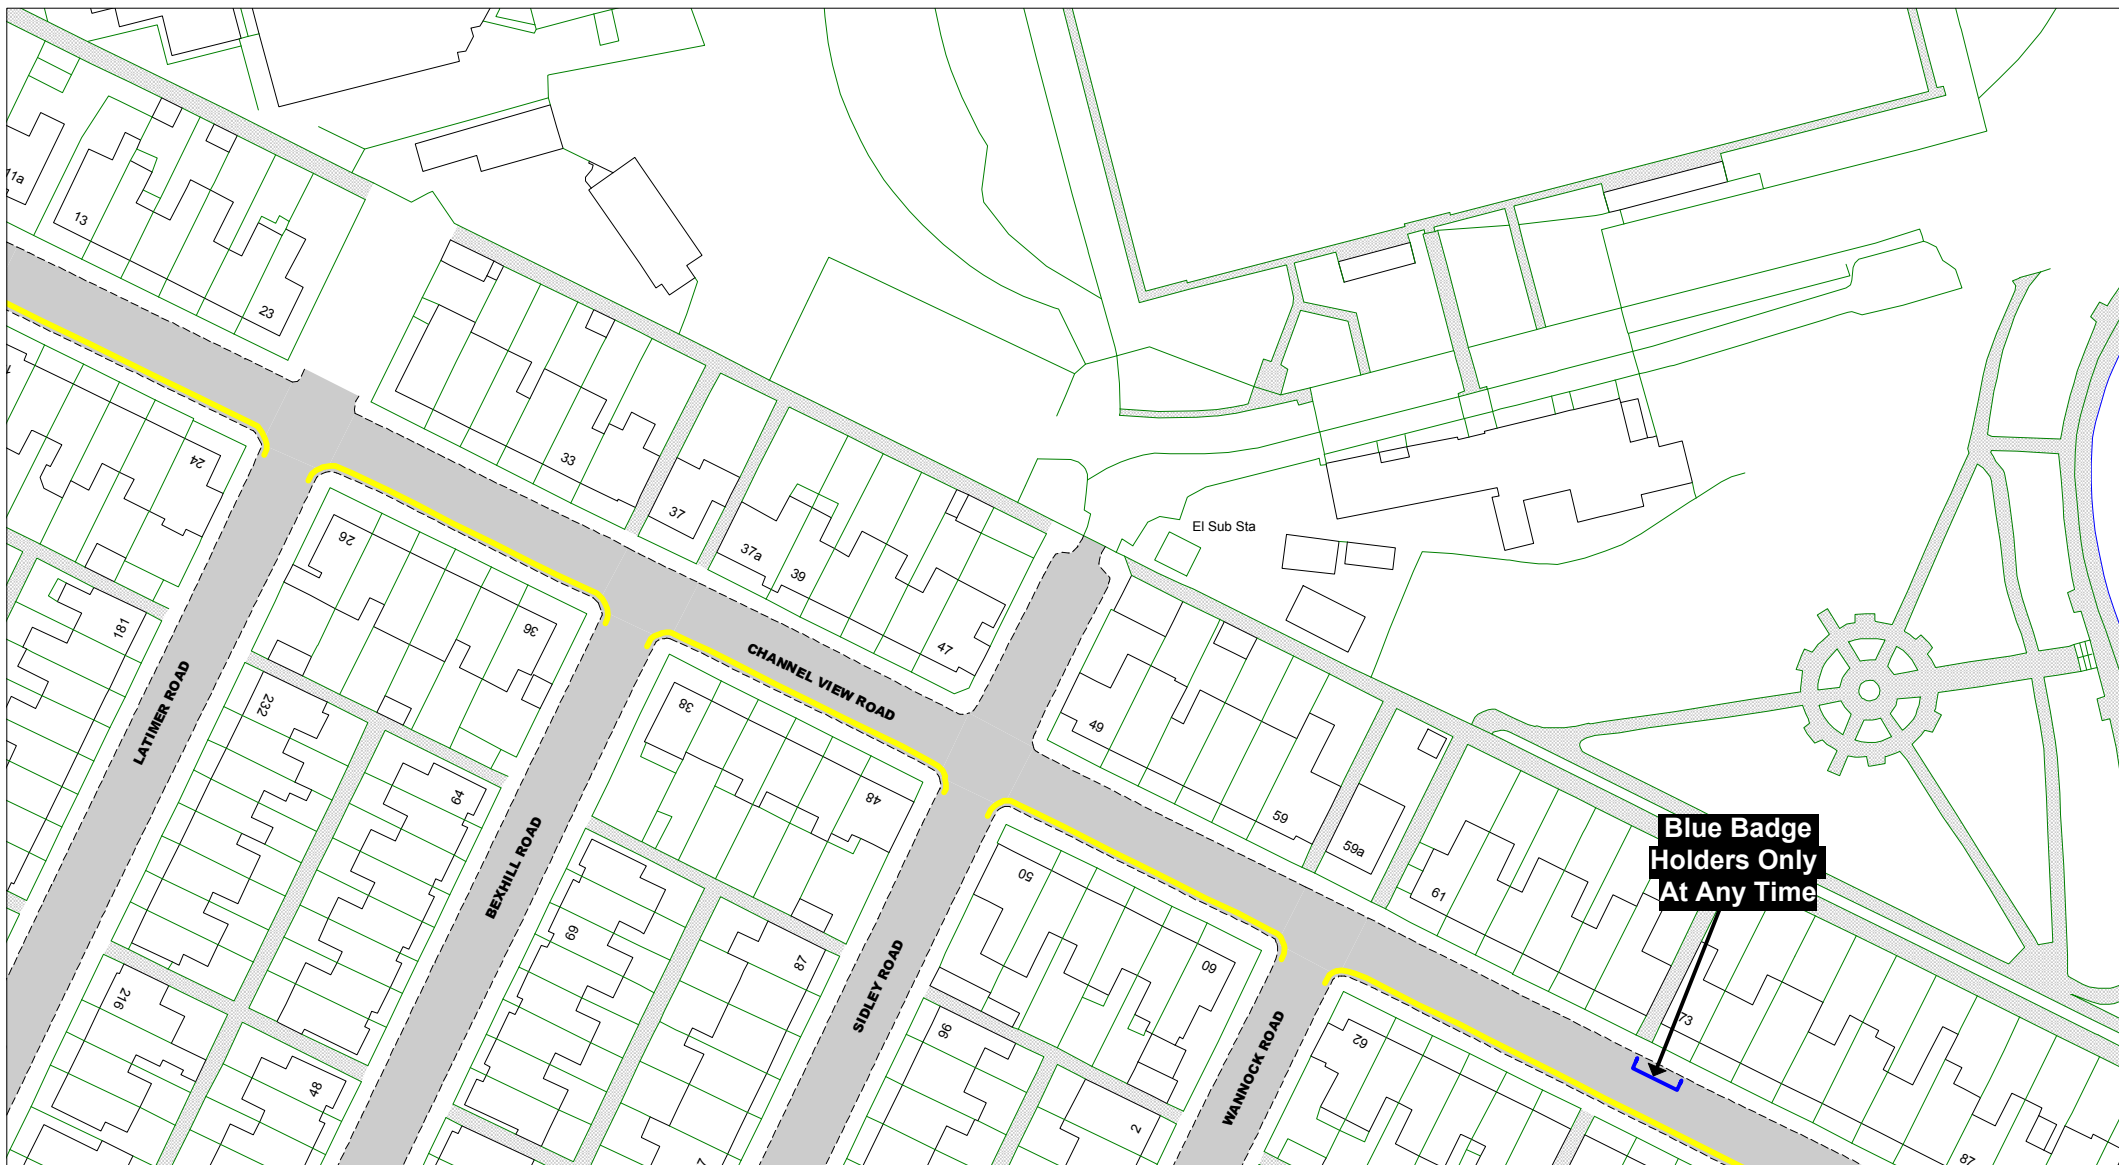 11a
13
23
24
33
37
37a
39
47
El Sub Sta
26
36
CHANNEL VIEW ROAD
181
LATIMER ROAD
232
64
BEXHILL ROAD
38
48
49
59
59a
61
Blue Badge
Holders Only
At Any Time
69
87
SIDLEY ROAD
50
60
73
216
48
96
2
WANNOCK ROAD
62
87